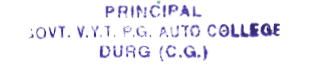 PRINCIPAL
GOVT. V.Y.T. P.G. AUTO COLLEGE
DURG (C.G.)